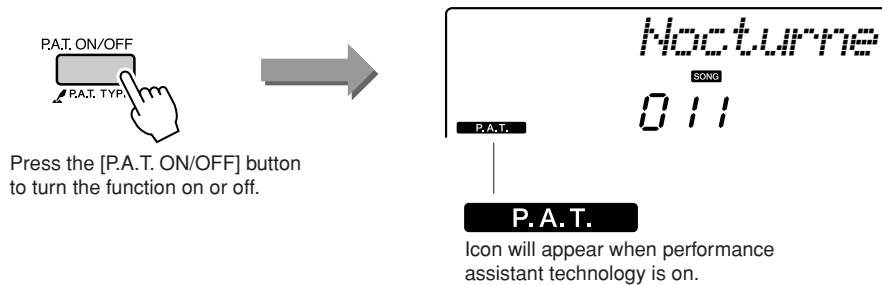 P.A.T. ON/OFF
P.A.T. TYP
Press the [P.A.T. ON/OFF] button
to turn the function on or off.
Nocturne
SONG
011
P.A.T.
P.A.T.
Icon will appear when performance
assistant technology is on.